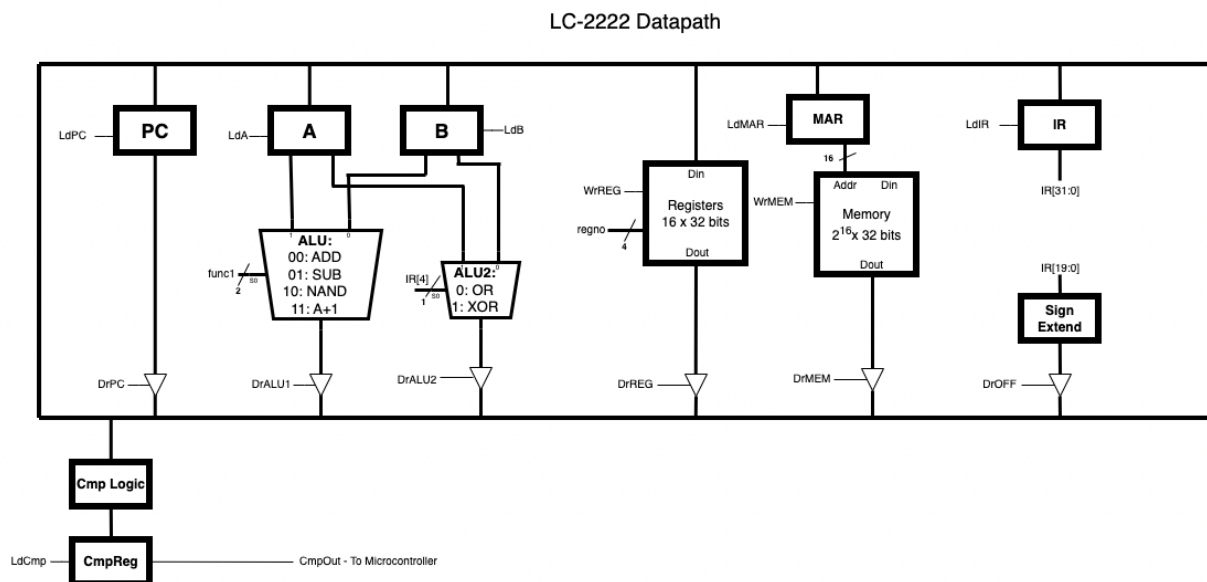 LC-2222 Datapath
LdPC
PC
LdA
A
B
LdB
LdMAR
MAR
LdIR
IR
16
IR[31:0]
WrREG
regno
4
Din
Registers
16 x 32 bits
Dout
WrMEM
Addr Din
Memory
2¹⁶x 32 bits
Dout
func1
2
S0
1
0
ALU:
00: ADD
01: SUB
10: NAND
11: A+1
IR[4]
1
S0
0
ALU2:
0: OR
1: XOR
IR[19:0]
Sign
Extend
DrPC
DrALU1
DrALU2
DrREG
DrMEM
DrOFF
Cmp Logic
LdCmp
CmpReg
CmpOut - To Microcontroller